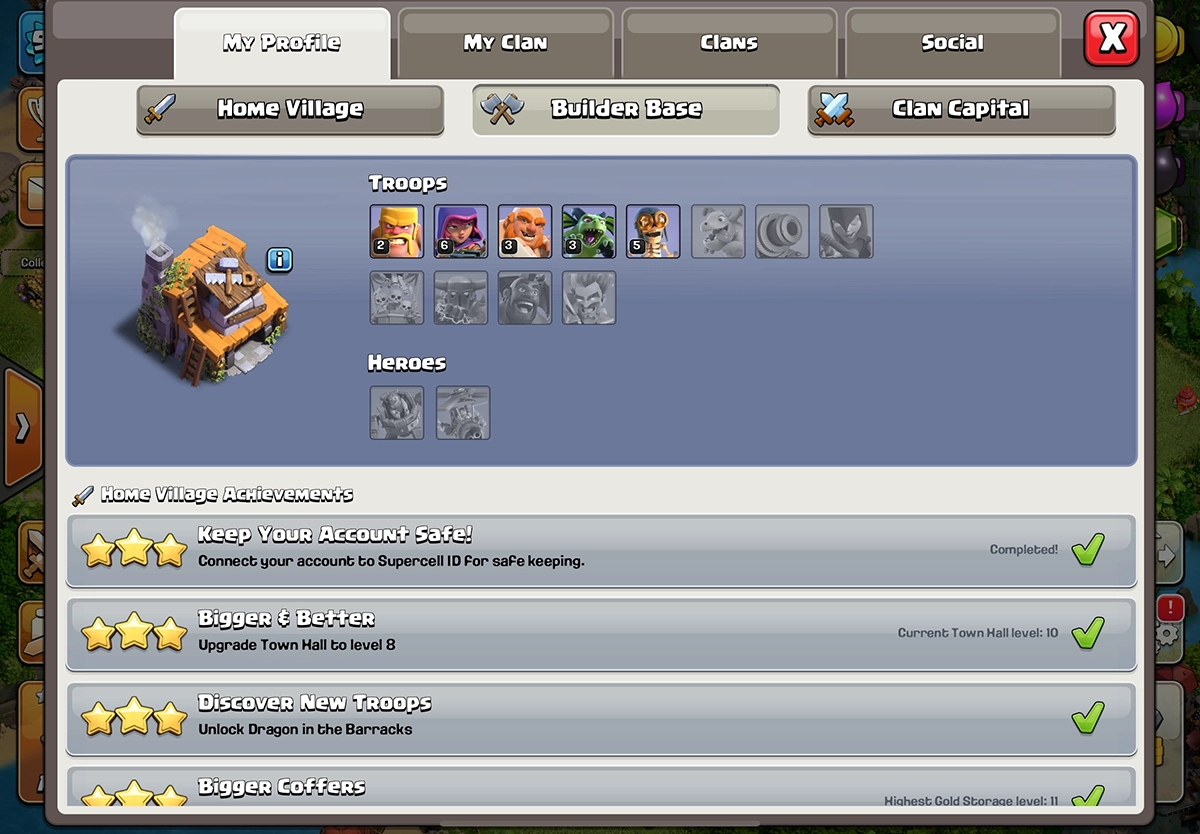 My Profile
My Clan
Clans
Social
X
Home Village
Builder Base
Clan Capital
Troops
2
6
3
3
5
i
Heroes
Home Village Achievements
Keep Your Account Safe!
Connect your account to Supercell ID for safe keeping.
Completed!
Bigger & Better
Upgrade Town Hall to level 8
Current Town Hall level: 10
Discover New Troops
Unlock Dragon in the Barracks
Bigger Coffers
Highest Gold Storage level: 11
Colle
!